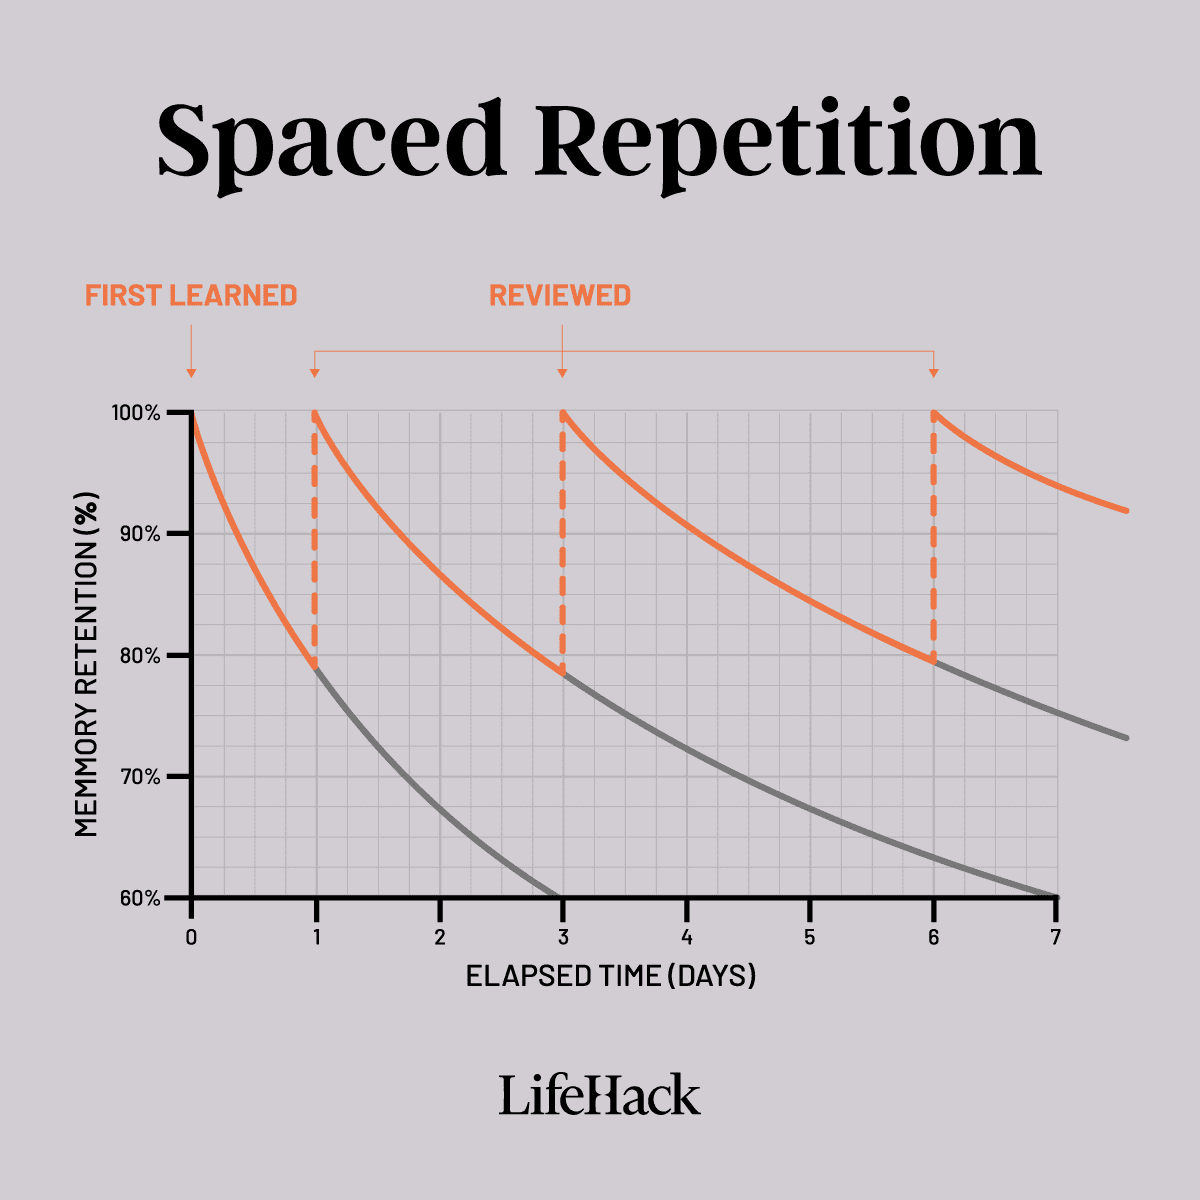 Spaced Repetition
FIRST LEARNED
REVIEWED
100%
90%
80%
70%
60%
MEMMORY RETENTION (%)
0 1 2 3 4 5 6 7
ELAPSED TIME (DAYS)
LifeHack